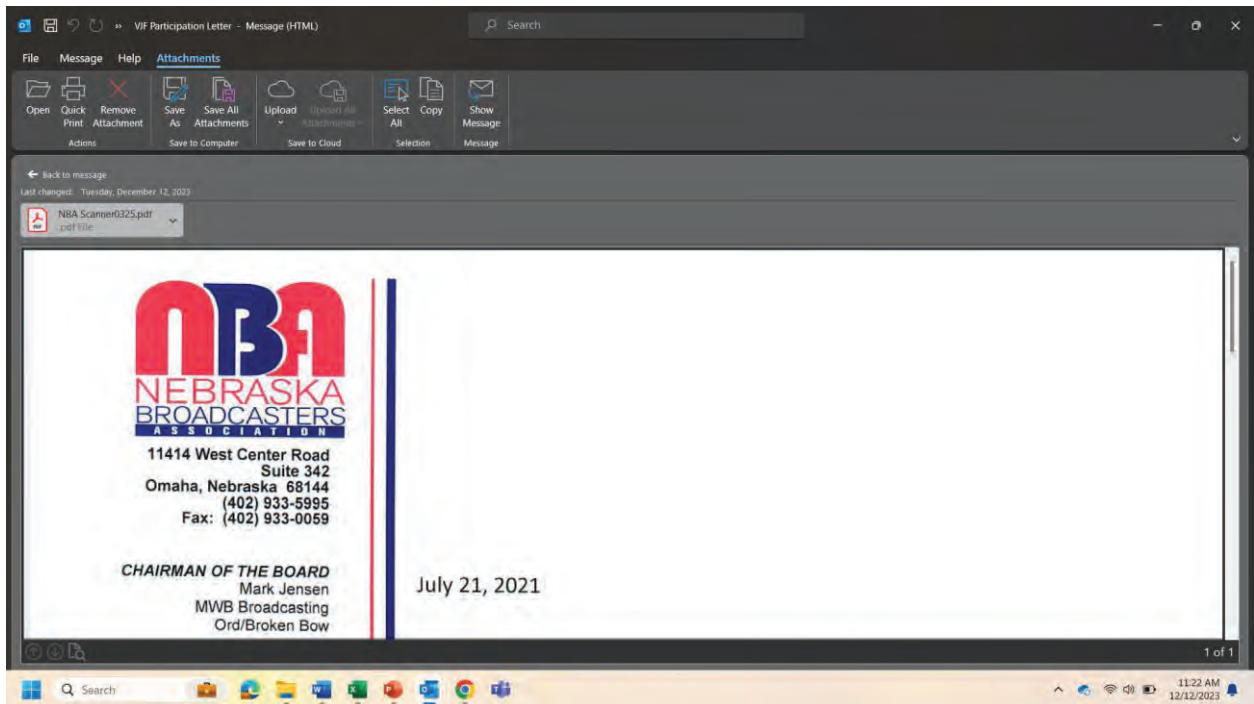 VJF Participation Letter - Message (HTML)
Search
File Message Help Attachments
Open Quick Print Remove Attachment Save As Save All Attachments Upload Upload All Attachments Select All Copy Show Message
Actions Save to Computer Save to Cloud Selection Message
Back to message
Last changed: Tuesday, December 12, 2023
NBA Scanner0325.pdf
.pdf File
NBA
NEBRASKA
BROADCASTERS
ASSOCIATION
11414 West Center Road
Suite 342
Omaha, Nebraska 68144
(402) 933-5995
Fax: (402) 933-0059
CHAIRMAN OF THE BOARD
Mark Jensen
MWB Broadcasting
Ord/Broken Bow
July 21, 2021
1 of 1
Search
11:22 AM
12/12/2023